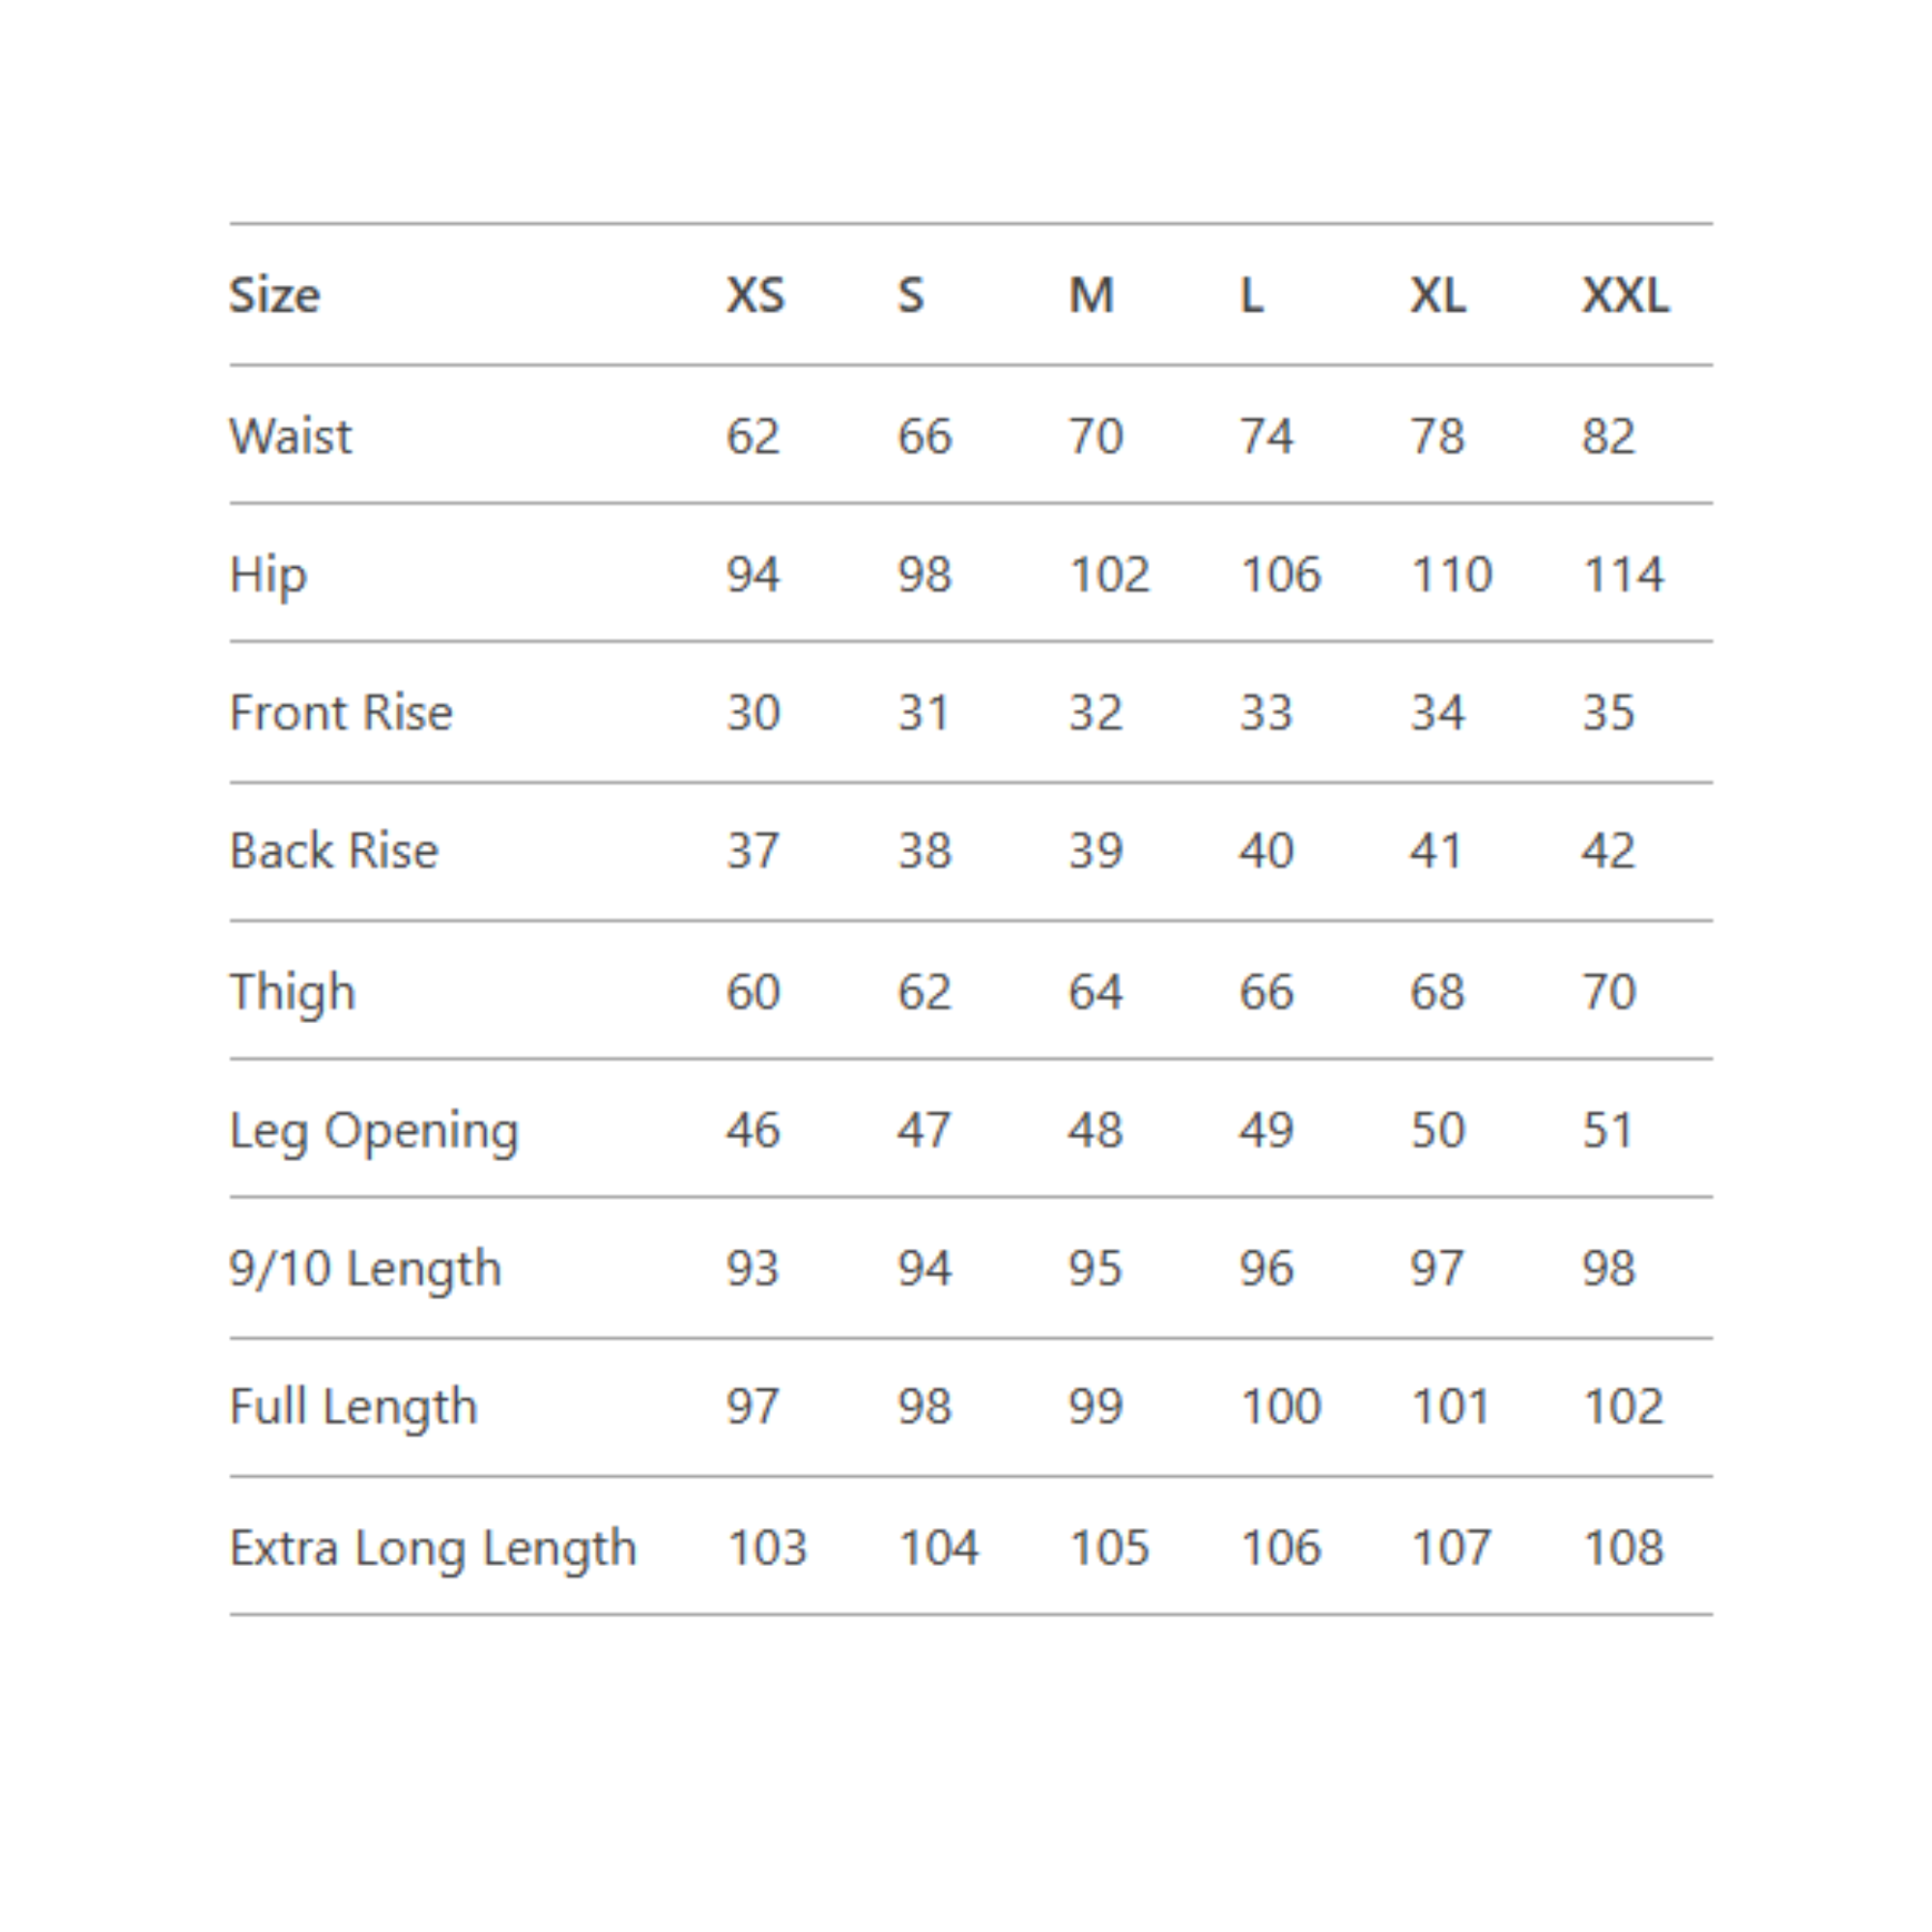 Size XS S M L XL XXL
Waist 62 66 70 74 78 82
Hip 94 98 102 106 110 114
Front Rise 30 31 32 33 34 35
Back Rise 37 38 39 40 41 42
Thigh 60 62 64 66 68 70
Leg Opening 46 47 48 49 50 51
9/10 Length 93 94 95 96 97 98
Full Length 97 98 99 100 101 102
Extra Long Length 103 104 105 106 107 108